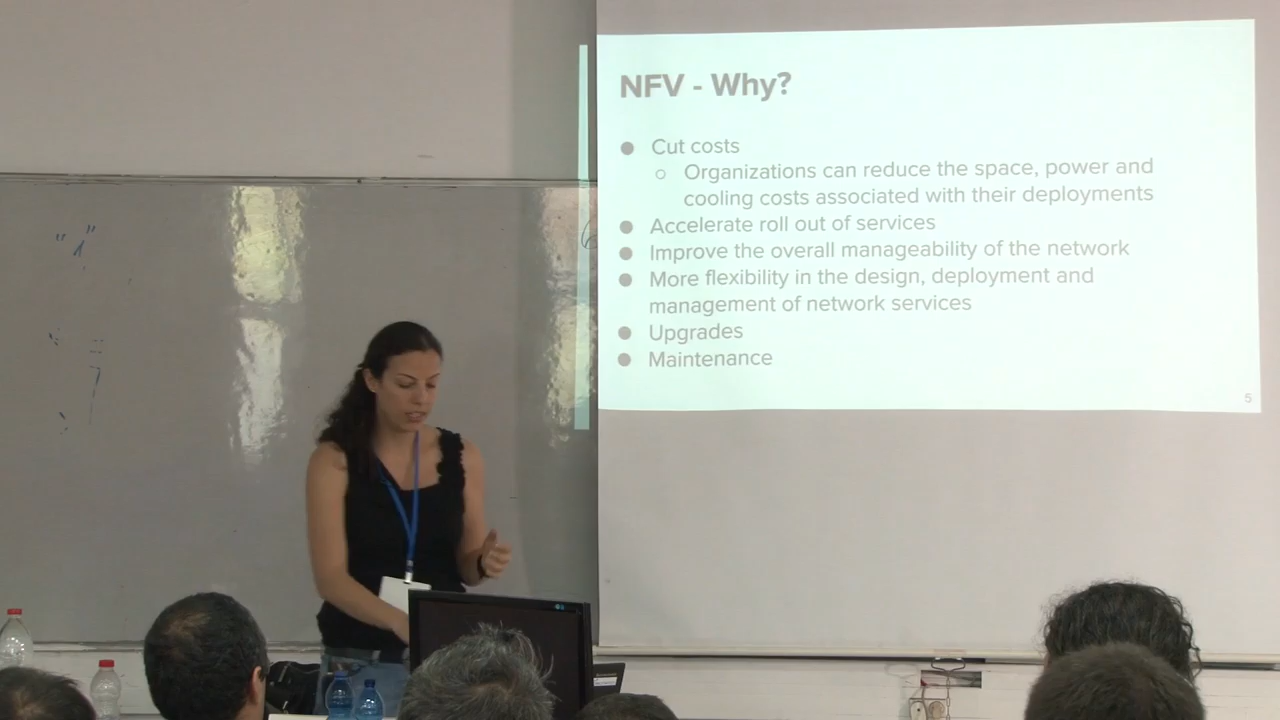 NFV - Why?
● Cut costs
○ Organizations can reduce the space, power and
cooling costs associated with their deployments
● Accelerate roll out of services
● Improve the overall manageability of the network
● More flexibility in the design, deployment and
management of network services
● Upgrades
● Maintenance
5